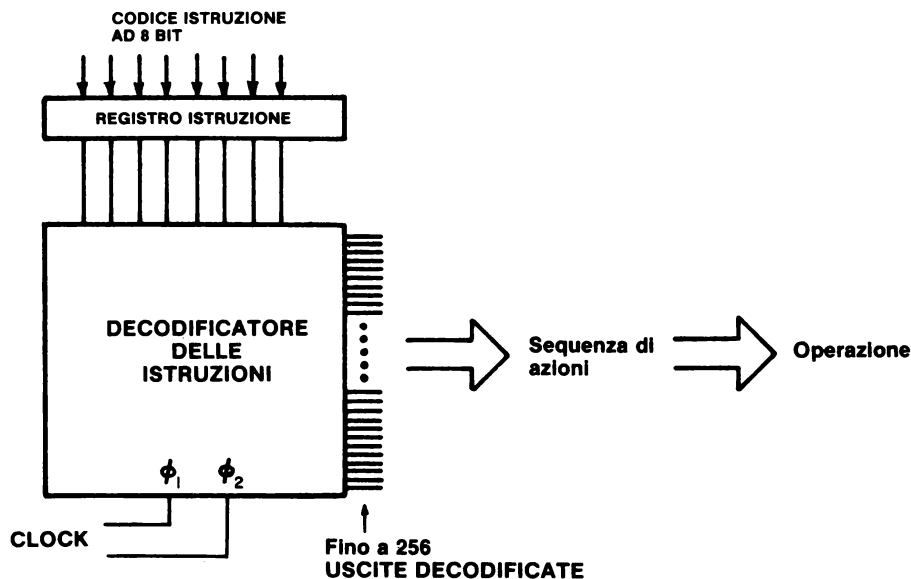 CODICE ISTRUZIONE
AD 8 BIT
REGISTRO ISTRUZIONE
DECODIFICATORE
DELLE
ISTRUZIONI
Sequenza di
azioni
Operazione
ϕ1 ϕ2
CLOCK
Fino a 256
USCITE DECODIFICATE